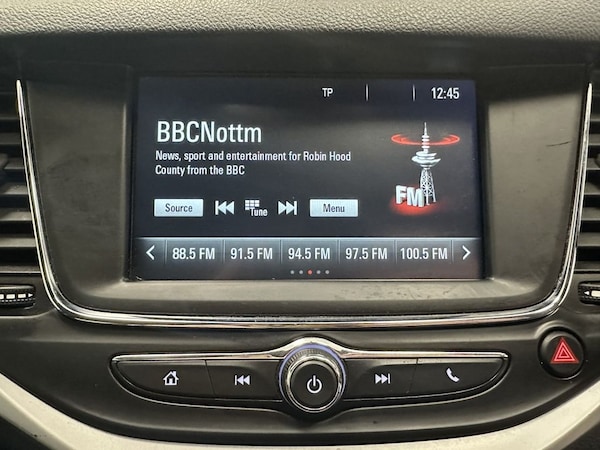 TP 12:45
BBCNottm
News, sport and entertainment for Robin Hood
County from the BBC
FM
Source Tune Menu
88.5 FM 91.5 FM 94.5 FM 97.5 FM 100.5 FM